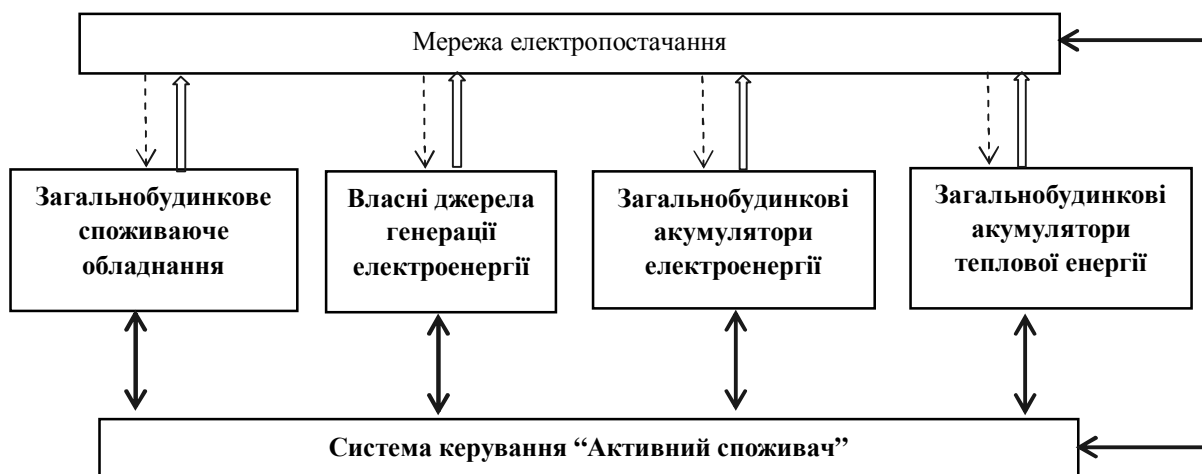 Мережа електропостачання
Загальнобудинкове
споживаюче
обладнання
Власні джерела
генерації
електроенергії
Загальнобудинкові
акумулятори
електроенергії
Загальнобудинкові
акумулятори
теплової енергії
Система керування “Активний споживач”